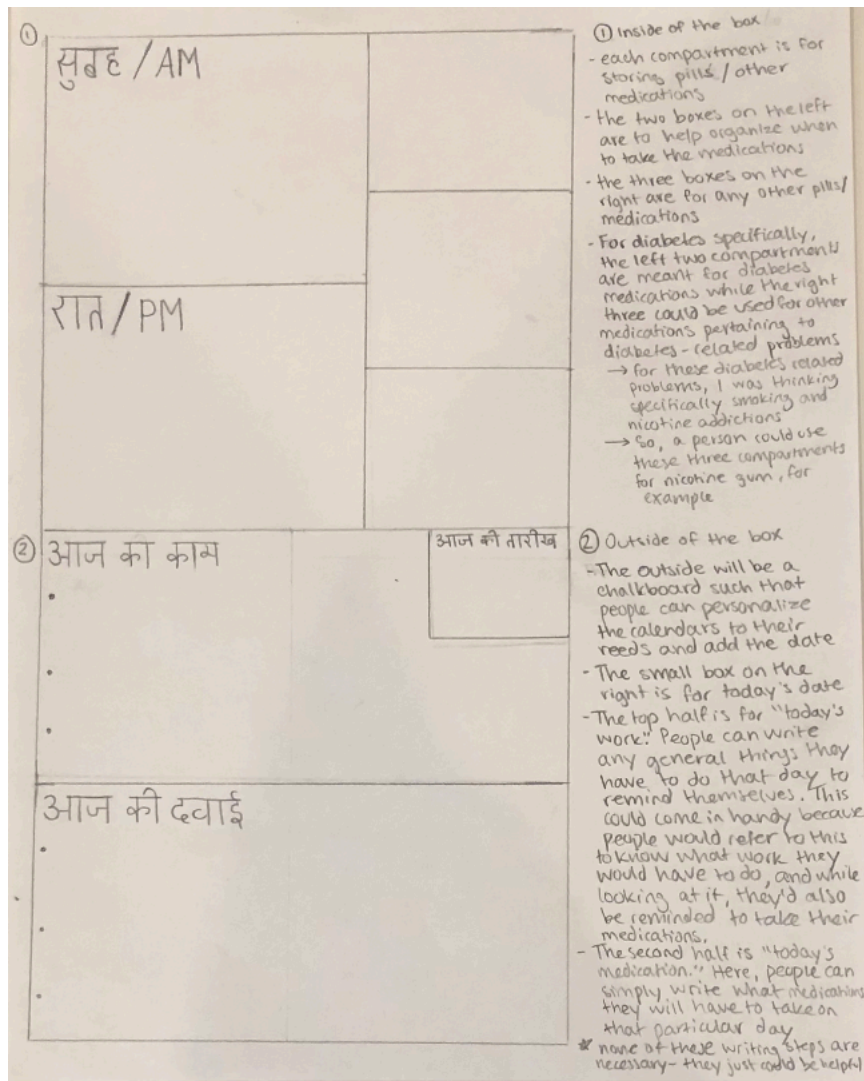 ①
सुबह / AM
रात / PM
① Inside of the box
- each compartment is for
storing pills / other
medications
- the two boxes on the left
are to help organize when
to take the medications
- the three boxes on the
right are for any other pills/
medications
- For diabetes specifically,
the left two compartments
are meant for diabetes
medications while the right
three could be used for other
medications pertaining to
diabetes-related problems
→ for these diabetes related
problems, I was thinking
specifically smoking and
nicotine addictions
→ So, a person could use
these three compartments
for nicotine gum, for
example
②
आज का काम
आज की तारीख
आज की दवाई
② Outside of the box
- The outside will be a
chalkboard such that
people can personalize
the calendars to their
needs and add the date
- The small box on the
right is for today's date
- The top half is for "today's
work." People can write
any general things they
have to do that day to
remind themselves. This
could come in handy because
people would refer to this
to know what work they
would have to do, and while
looking at it, they'd also
be reminded to take their
medications.
- The second half is "today's
medication." Here, people can
simply write what medications
they will have to take on
that particular day
* none of these writing steps are
necessary- they just could be helpful